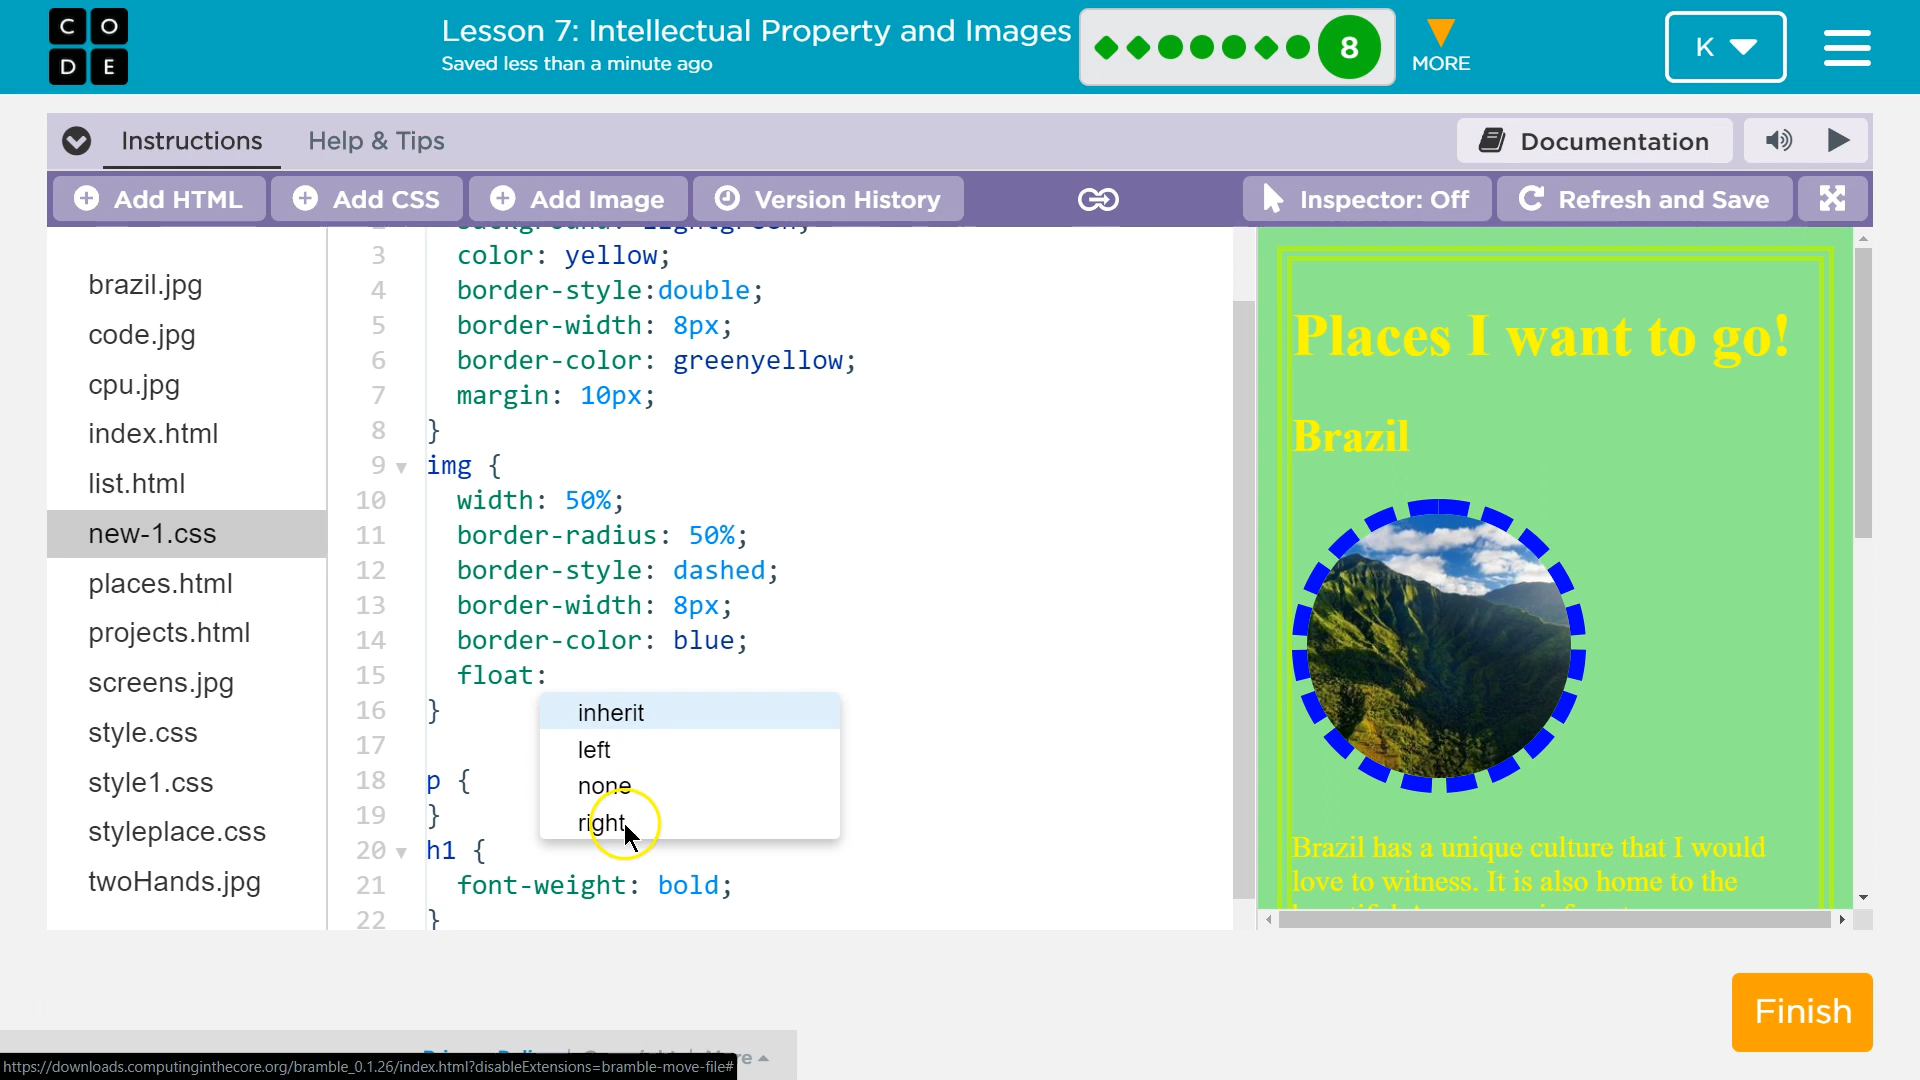 CODE
Lesson 7: Intellectual Property and Images
Saved less than a minute ago
8
MORE
K
Instructions
Help & Tips
Documentation
Add HTML
Add CSS
Add Image
Version History
Inspector: Off
Refresh and Save
brazil.jpg
code.jpg
cpu.jpg
index.html
list.html
new-1.css
places.html
projects.html
screens.jpg
style.css
style1.css
styleplace.css
twoHands.jpg
3 color: yellow;
4 border-style:double;
5 border-width: 8px;
6 border-color: greenyellow;
7 margin: 10px;
8 }
9 img {
10 width: 50%;
11 border-radius: 50%;
12 border-style: dashed;
13 border-width: 8px;
14 border-color: blue;
15 float:
16 }
17
18 p {
19 }
20 h1 {
21 font-weight: bold;
22 }
inherit
left
none
right
Places I want to go!
Brazil
Brazil has a unique culture that I would
love to witness. It is also home to the
Finish
https://downloads.computinginthecore.org/bramble_0.1.26/index.html?disableExtensions=bramble-move-file#